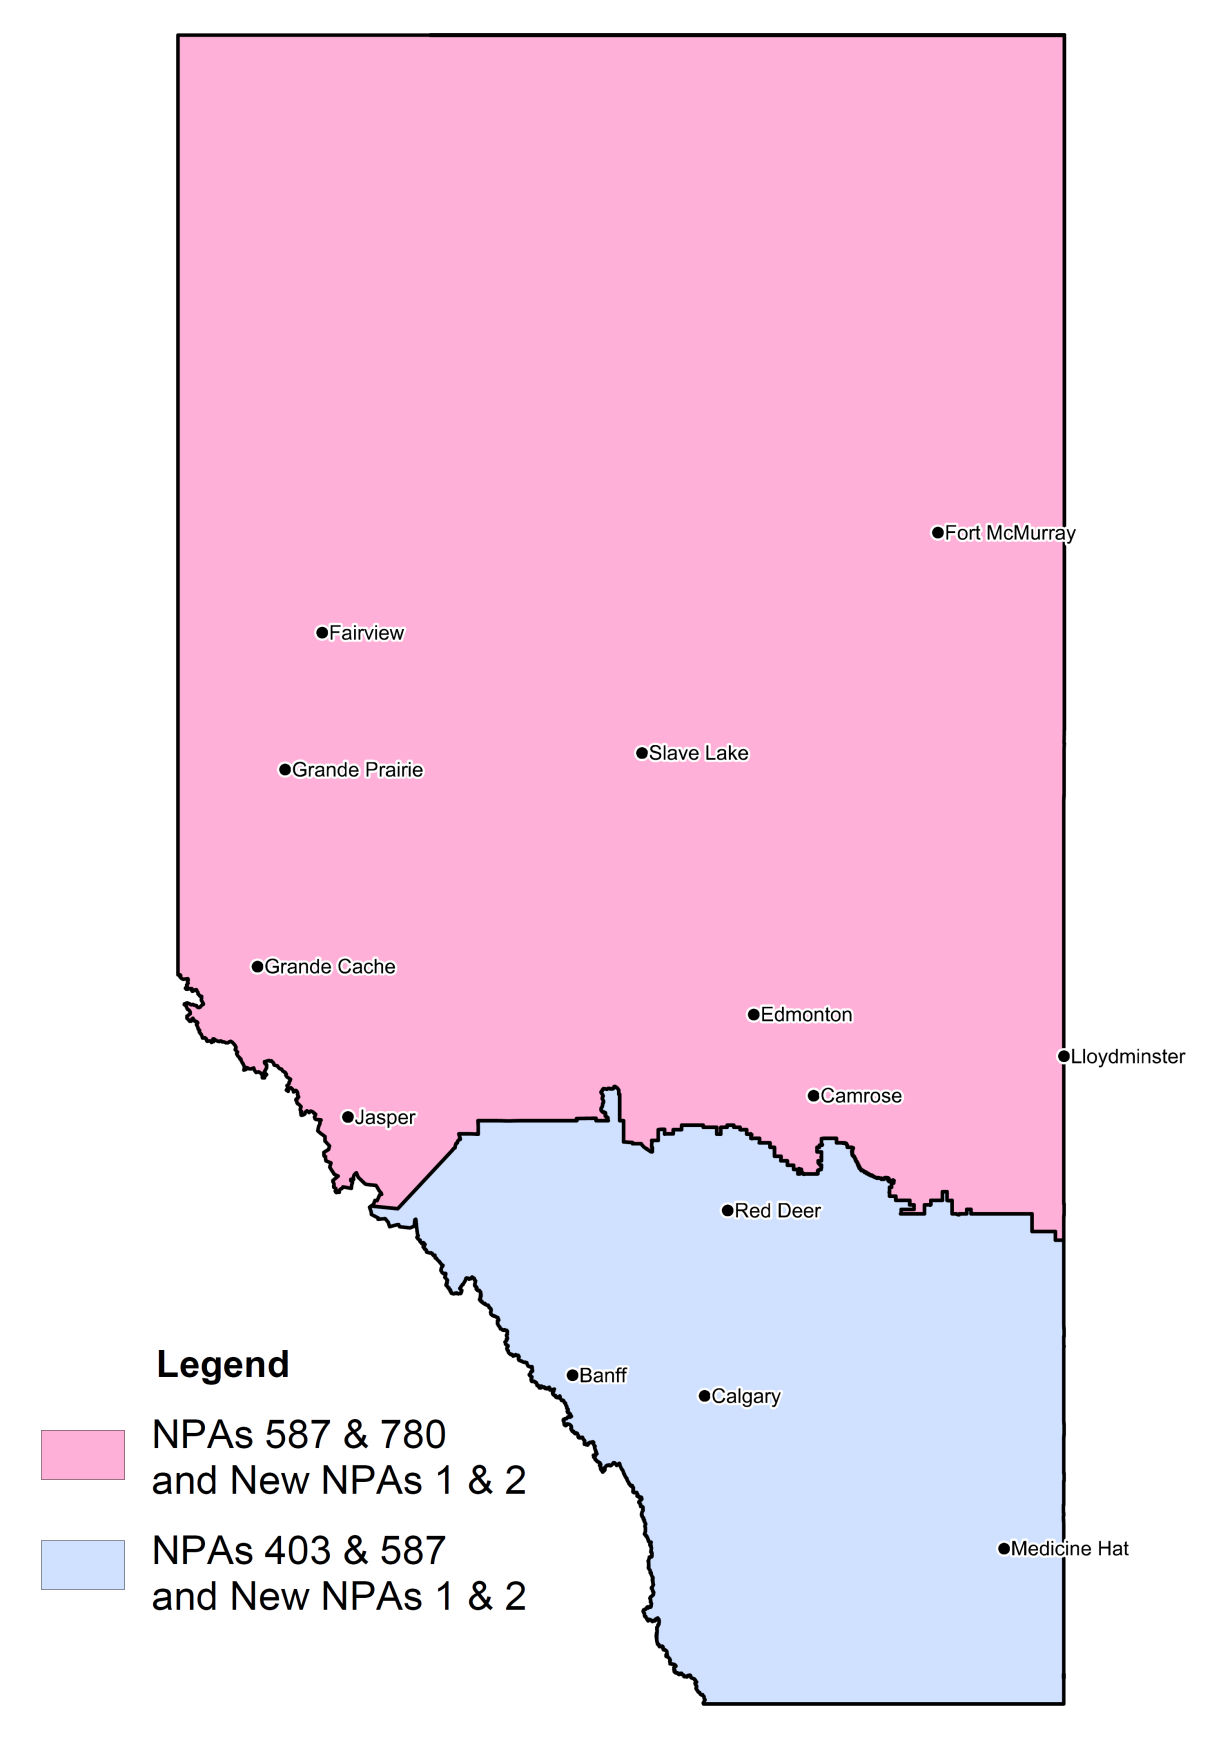 Fort McMurray
Fairview
Slave Lake
Grande Prairie
Grande Cache
Edmonton
Lloydminster
Camrose
Jasper
Red Deer
Banff
Calgary
Medicine Hat
Legend
NPAs 587 & 780
and New NPAs 1 & 2
NPAs 403 & 587
and New NPAs 1 & 2